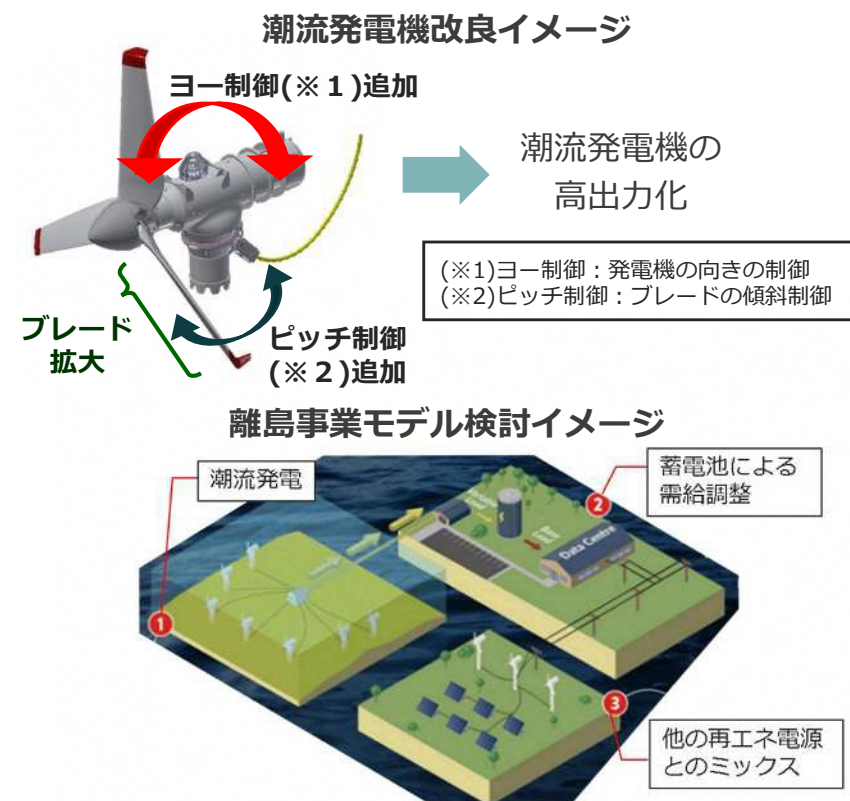 潮流発電機改良イメージ
ヨー制御(※１)追加
潮流発電機の
高出力化
(※1)ヨー制御：発電機の向きの制御
(※2)ピッチ制御：ブレードの傾斜制御
ブレード
拡大
ピッチ制御
(※２)追加
離島事業モデル検討イメージ
潮流発電
蓄電池による
需給調整
2
Data Centre
1
3
他の再エネ電源
とのミックス